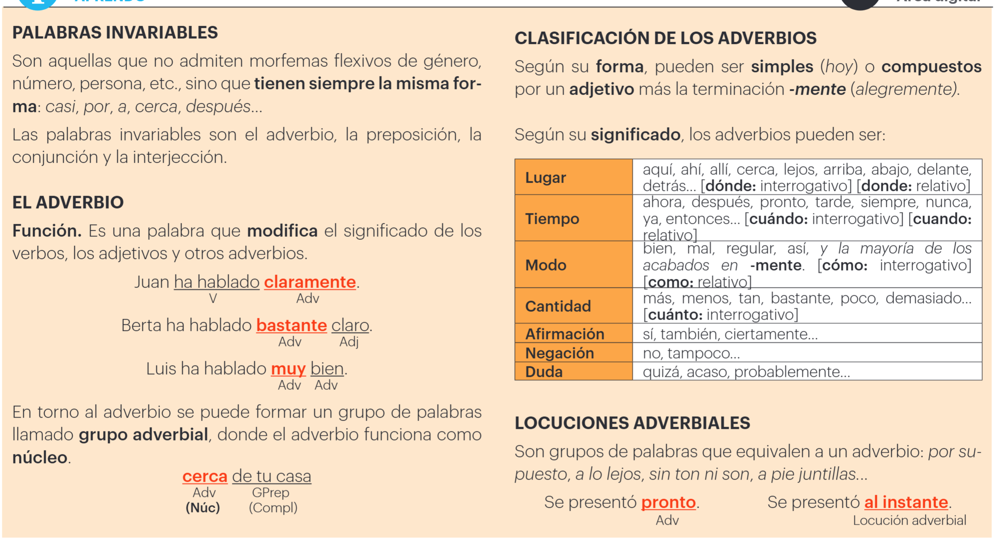 PALABRAS INVARIABLES
Son aquellas que no admiten morfemas flexivos de género,
número, persona, etc., sino que tienen siempre la misma for-
ma: casi, por, a, cerca, después...
Las palabras invariables son el adverbio, la preposición, la
conjunción y la interjección.
EL ADVERBIO
Función. Es una palabra que modifica el significado de los
verbos, los adjetivos y otros adverbios.
Juan ha hablado claramente.
V Adv
Berta ha hablado bastante claro.
Adv Adj
Luis ha hablado muy bien.
Adv Adv
En torno al adverbio se puede formar un grupo de palabras
llamado grupo adverbial, donde el adverbio funciona como
núcleo.
cerca de tu casa
Adv GPrep
(Núc) (Compl)
CLASIFICACIÓN DE LOS ADVERBIOS
Según su forma, pueden ser simples (hoy) o compuestos
por un adjetivo más la terminación -mente (alegremente).
Según su significado, los adverbios pueden ser:
Lugar
aquí, ahí, allí, cerca, lejos, arriba, abajo, delante,
detrás... [dónde: interrogativo] [donde: relativo]
Tiempo
ahora, después, pronto, tarde, siempre, nunca,
ya, entonces... [cuándo: interrogativo] [cuando:
relativo]
Modo
bien, mal, regular, así, y la mayoría de los
acabados en -mente. [cómo: interrogativo]
[como: relativo]
Cantidad
más, menos, tan, bastante, poco, demasiado...
[cuánto: interrogativo]
Afirmación
sí, también, ciertamente...
Negación
no, tampoco...
Duda
quizá, acaso, probablemente...
LOCUCIONES ADVERBIALES
Son grupos de palabras que equivalen a un adverbio: por su-
puesto, a lo lejos, sin ton ni son, a pie juntillas...
Se presentó pronto. Se presentó al instante.
Adv Locución adverbial